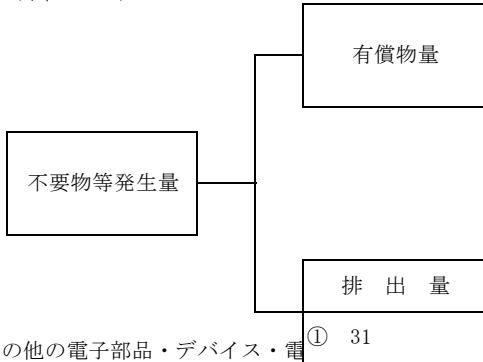 有償物量
不要物等発生量
排 出 量
① 31
の他の電子部品・デバイス・電